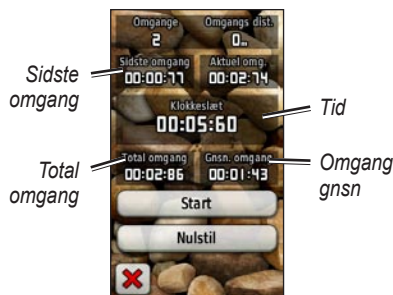 Omgange Omgangs dist.
2 0m
Sidste omgang Aktuel omg.
00:00:77 00:02:74
Klokkeslæt
00:05:60
Total omgang Gnsn. omgang
00:02:86 00:01:43
Start
Nulstil
Sidste
omgang
Tid
Total
omgang
Omgang
gnsn